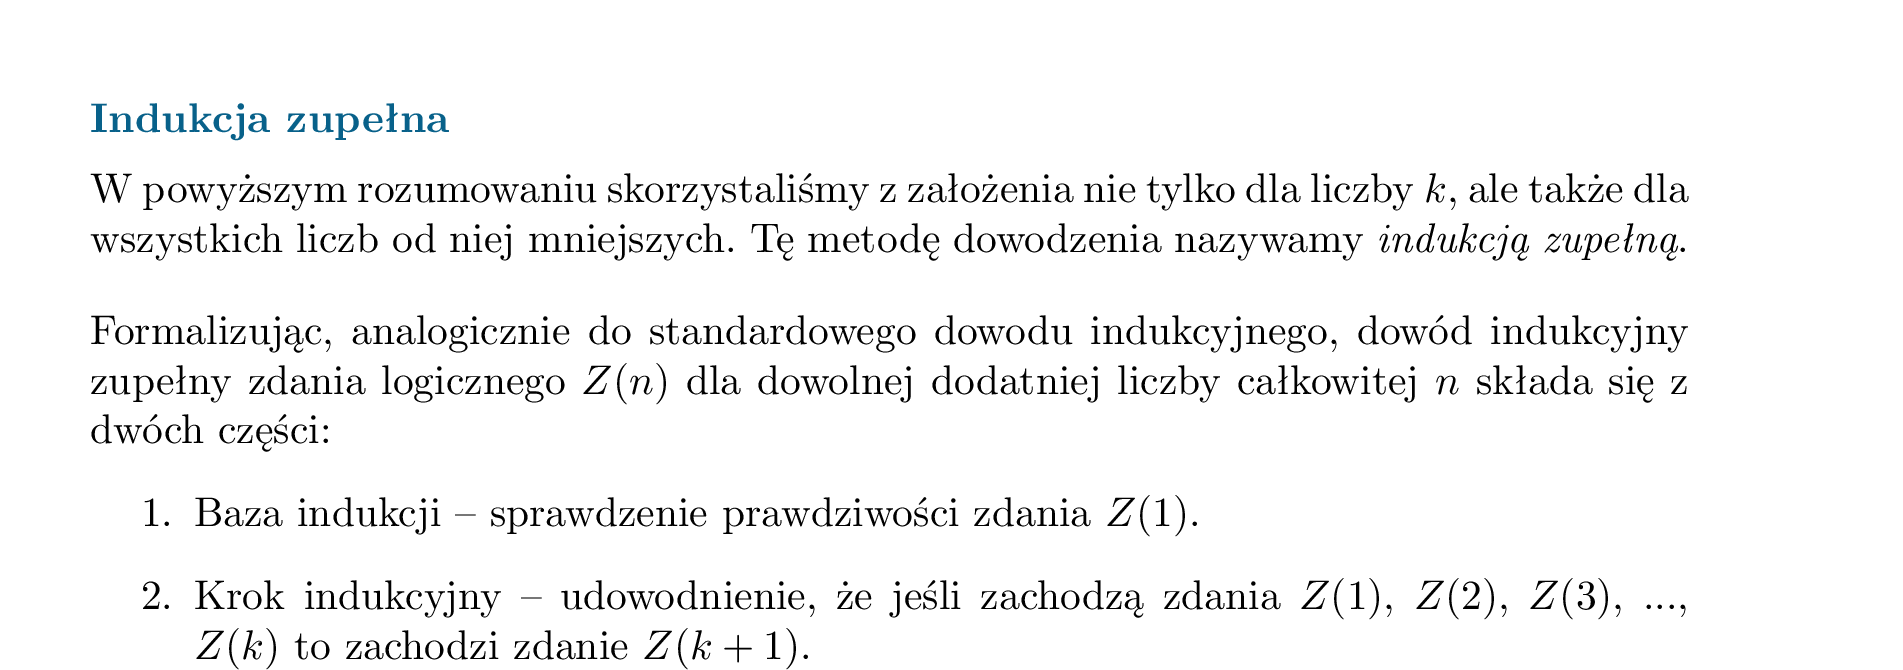 Indukcja zupełna
W powyższym rozumowaniu skorzystaliśmy z założenia nie tylko dla liczby k, ale także dla
wszystkich liczb od niej mniejszych. Tę metodę dowodzenia nazywamy indukcją zupełną.
Formalizując, analogicznie do standardowego dowodu indukcyjnego, dowód indukcyjny
zupełny zdania logicznego Z(n) dla dowolnej dodatniej liczby całkowitej n składa się z
dwóch części:
1. Baza indukcji – sprawdzenie prawdziwości zdania Z(1).
2. Krok indukcyjny – udowodnienie, że jeśli zachodzą zdania Z(1), Z(2), Z(3), ...,
Z(k) to zachodzi zdanie Z(k + 1).